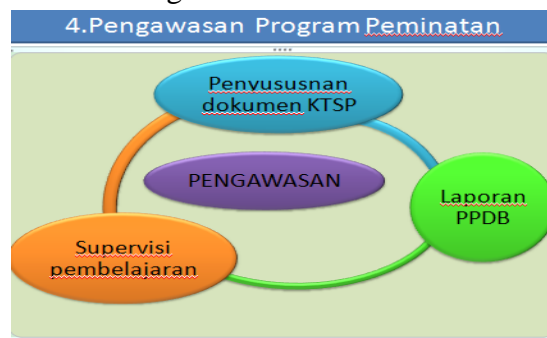 4.Pengawasan Program Peminatan
Penyususnan
dokumen KTSP
PENGAWASAN
Laporan
PPDB
Supervisi
pembelajaran